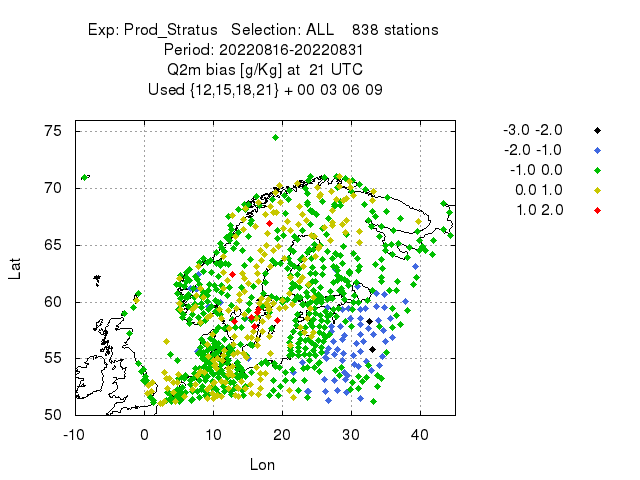 Exp: Prod_Stratus Selection: ALL 838 stations
Period: 20220816-20220831
Q2m bias [g/Kg] at 21 UTC
Used {12,15,18,21} + 00 03 06 09
-3.0 -2.0
-2.0 -1.0
-1.0 0.0
0.0 1.0
1.0 2.0
75
70
65
60
55
50
Lat
-10 0 10 20 30 40
Lon